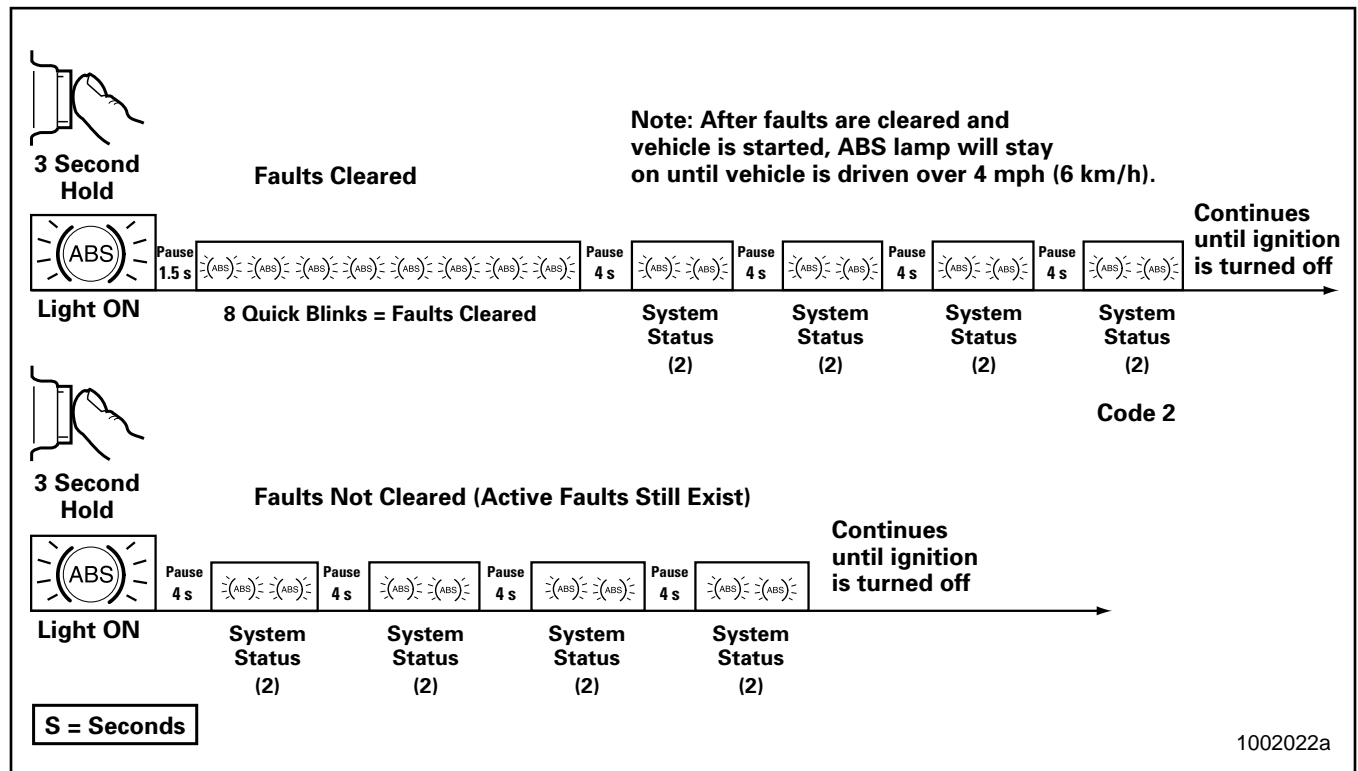 3 Second
Hold
Faults Cleared
Note: After faults are cleared and
vehicle is started, ABS lamp will stay
on until vehicle is driven over 4 mph (6 km/h).
Continues
until ignition
is turned off
ABS
Pause
1.5 s
ABS ABS ABS ABS ABS ABS ABS ABS
Pause
4 s
ABS ABS
Pause
4 s
ABS ABS
Pause
4 s
ABS ABS
Pause
4 s
ABS ABS
Light ON
8 Quick Blinks = Faults Cleared
System
Status
(2)
System
Status
(2)
System
Status
(2)
System
Status
(2)
Code 2
3 Second
Hold
Faults Not Cleared (Active Faults Still Exist)
Continues
until ignition
is turned off
ABS
Pause
4 s
ABS ABS
Pause
4 s
ABS ABS
Pause
4 s
ABS ABS
Pause
4 s
ABS ABS
Light ON
System
Status
(2)
System
Status
(2)
System
Status
(2)
System
Status
(2)
S = Seconds
1002022a